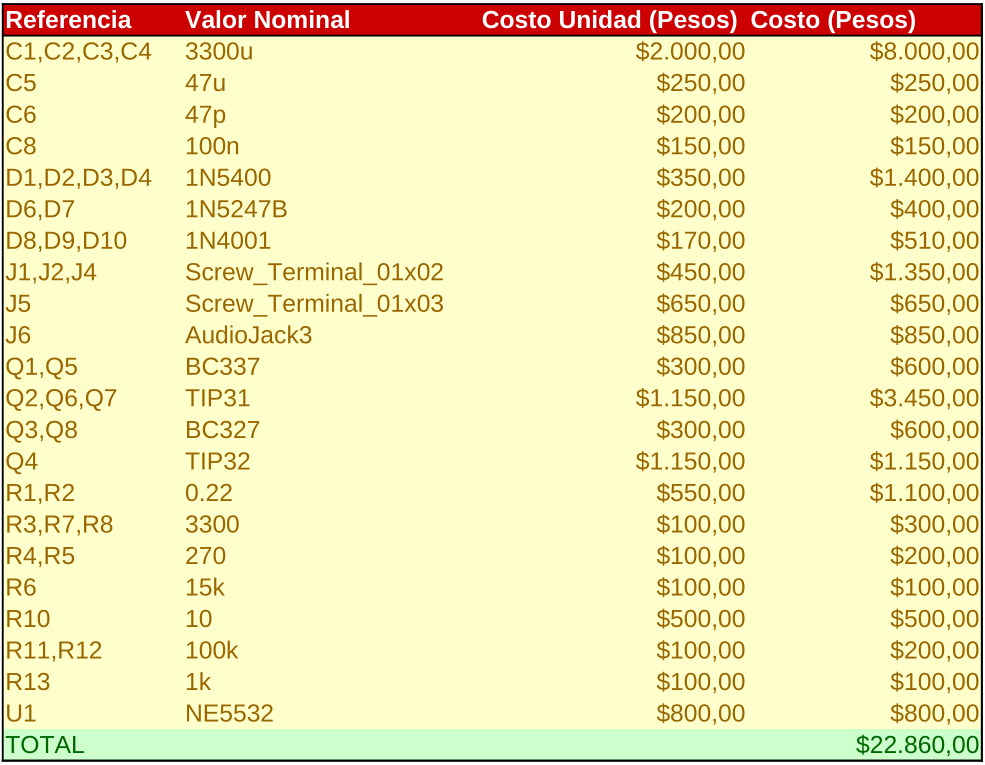 Referencia Valor Nominal Costo Unidad (Pesos) Costo (Pesos)
C1,C2,C3,C4 3300u $2.000,00 $8.000,00
C5 47u $250,00 $250,00
C6 47p $200,00 $200,00
C8 100n $150,00 $150,00
D1,D2,D3,D4 1N5400 $350,00 $1.400,00
D6,D7 1N5247B $200,00 $400,00
D8,D9,D10 1N4001 $170,00 $510,00
J1,J2,J4 Screw_Terminal_01x02 $450,00 $1.350,00
J5 Screw_Terminal_01x03 $650,00 $650,00
J6 AudioJack3 $850,00 $850,00
Q1,Q5 BC337 $300,00 $600,00
Q2,Q6,Q7 TIP31 $1.150,00 $3.450,00
Q3,Q8 BC327 $300,00 $600,00
Q4 TIP32 $1.150,00 $1.150,00
R1,R2 0.22 $550,00 $1.100,00
R3,R7,R8 3300 $100,00 $300,00
R4,R5 270 $100,00 $200,00
R6 15k $100,00 $100,00
R10 10 $500,00 $500,00
R11,R12 100k $100,00 $200,00
R13 1k $100,00 $100,00
U1 NE5532 $800,00 $800,00
TOTAL $22.860,00